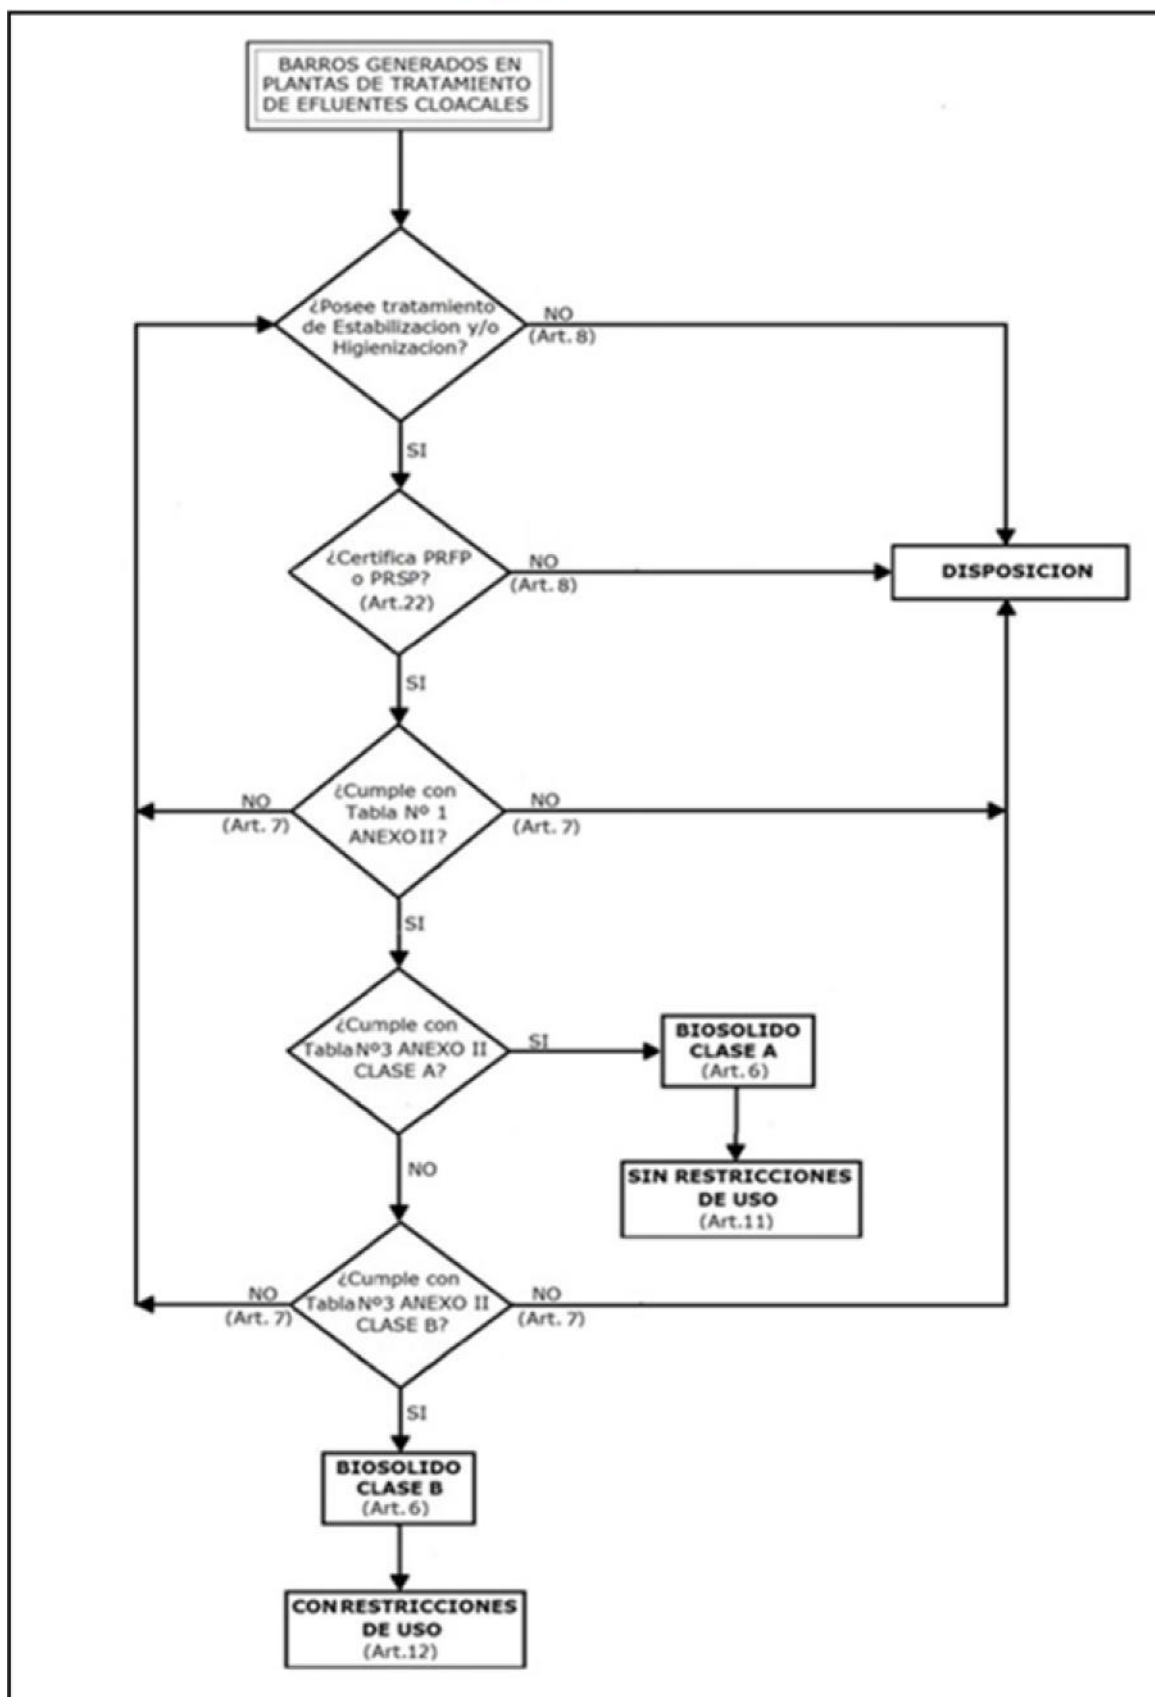 BARROS GENERADOS EN
PLANTAS DE TRATAMIENTO
DE EFLUENTES CLOACALES
¿Posee tratamiento
de Estabilizacion y/o
Higienizacion?
NO
(Art. 8)
SI
¿Certifica PRFP
o PRSP?
(Art.22)
NO
(Art. 8)
DISPOSICION
SI
¿Cumple con
Tabla Nº 1
ANEXO II?
NO
(Art. 7)
NO
(Art. 7)
SI
¿Cumple con
Tabla Nº3 ANEXO II
CLASE A?
SI
BIOSOLIDO
CLASE A
(Art. 6)
SIN RESTRICCIONES
DE USO
(Art.11)
NO
¿Cumple con
Tabla Nº3 ANEXO II
CLASE B?
NO
(Art. 7)
NO
(Art. 7)
SI
BIOSOLIDO
CLASE B
(Art. 6)
CON RESTRICCIONES
DE USO
(Art.12)